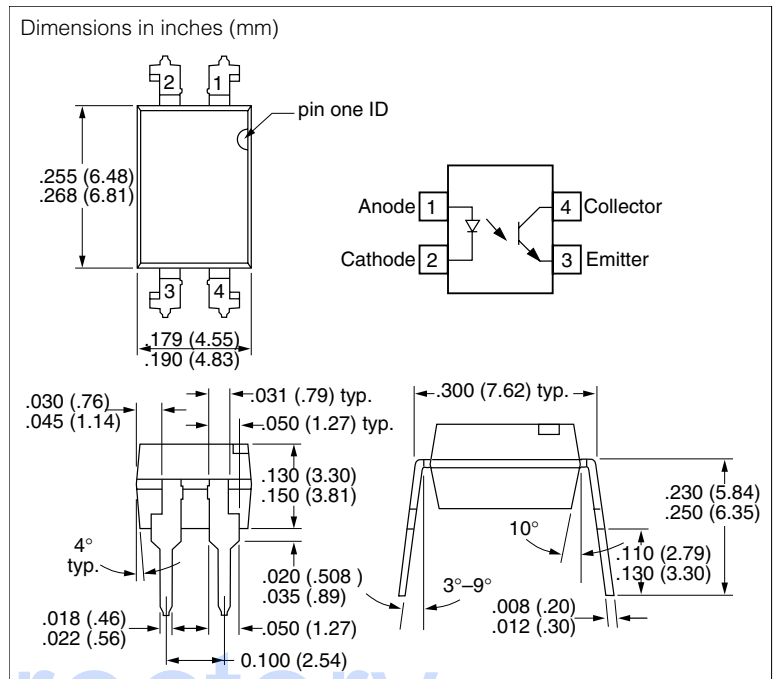 Dimensions in inches (mm)
2 1
pin one ID
.255 (6.48)
.268 (6.81)
Anode 1
4 Collector
Cathode 2
3 Emitter
3 4
.179 (4.55)
.190 (4.83)
.030 (.76)
.045 (1.14)
.031 (.79) typ.
.050 (1.27) typ.
.300 (7.62) typ.
.130 (3.30)
.150 (3.81)
.230 (5.84)
.250 (6.35)
4°
typ.
10°
.110 (2.79)
.130 (3.30)
.020 (.508 )
.035 (.89)
3°–9°
.018 (.46)
.022 (.56)
.050 (1.27)
.008 (.20)
.012 (.30)
0.100 (2.54)